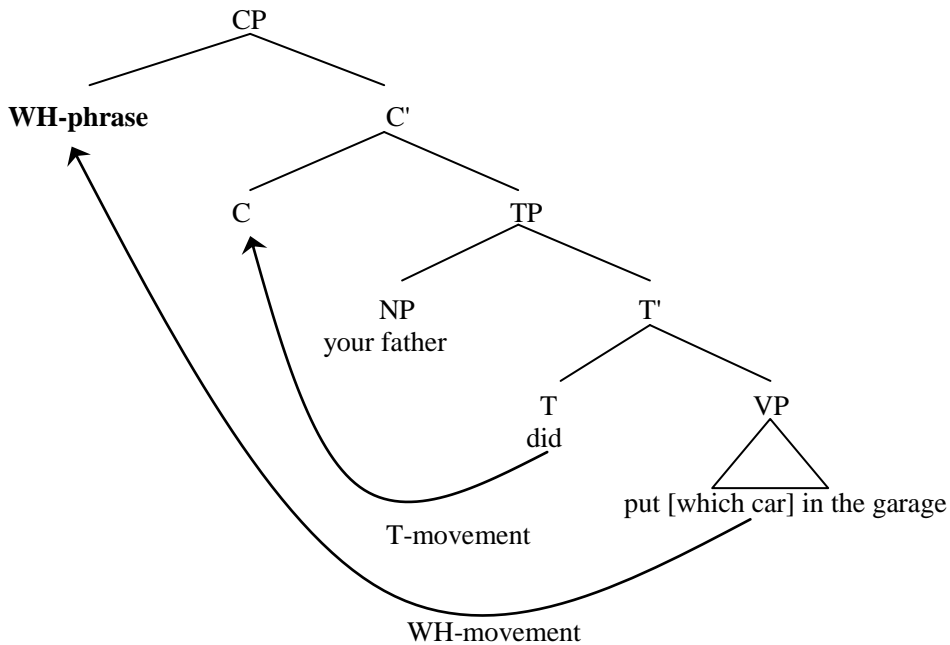 CP
WH-phrase
C'
C
TP
NP
your father
T'
T
did
VP
put [which car] in the garage
T-movement
WH-movement